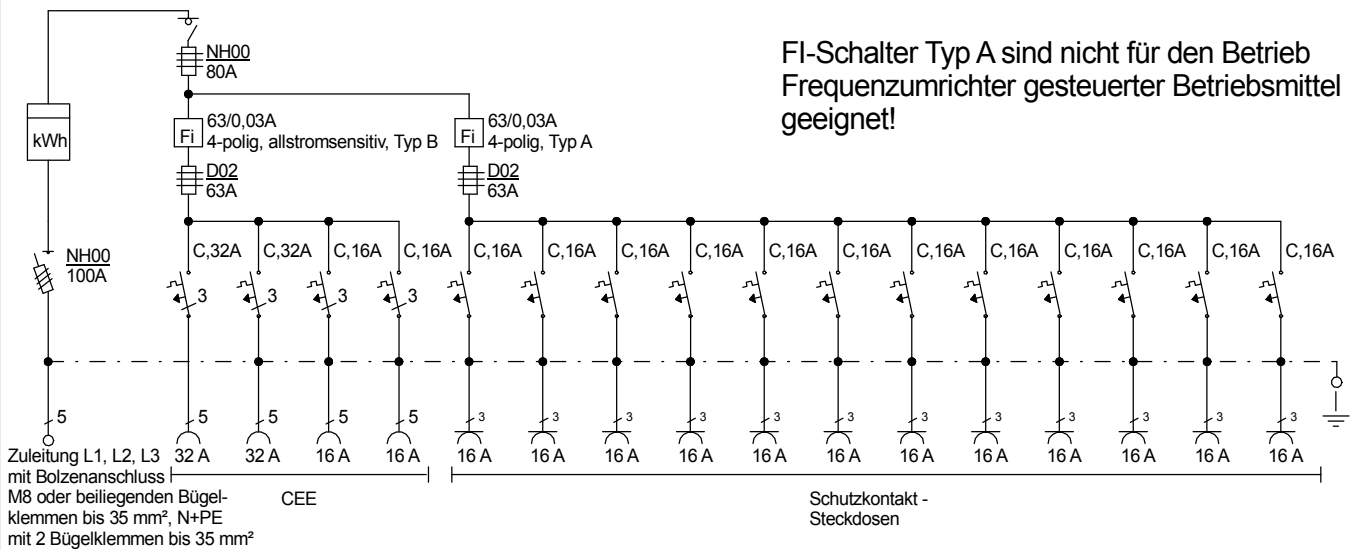 NH00
80A
FI-Schalter Typ A sind nicht für den Betrieb
Frequenzumrichter gesteuerter Betriebsmittel
geeignet!
kWh
Fi
63/0,03A
4-polig, allstromsensitiv, Typ B
Fi
63/0,03A
4-polig, Typ A
D02
63A
D02
63A
NH00
100A
C,32A C,32A C,16A C,16A C,16A C,16A C,16A C,16A C,16A C,16A C,16A C,16A C,16A C,16A C,16A C,16A
3 3 3 3
5 5 5 5 5 3 3 3 3 3 3 3 3 3 3 3 3
32 A 32 A 16 A 16 A 16 A 16 A 16 A 16 A 16 A 16 A 16 A 16 A 16 A 16 A 16 A 16 A
Zuleitung L1, L2, L3
mit Bolzenanschluss
M8 oder beiliegenden Bügel-
klemmen bis 35 mm², N+PE
mit 2 Bügelklemmen bis 35 mm²
CEE
Schutzkontakt -
Steckdosen